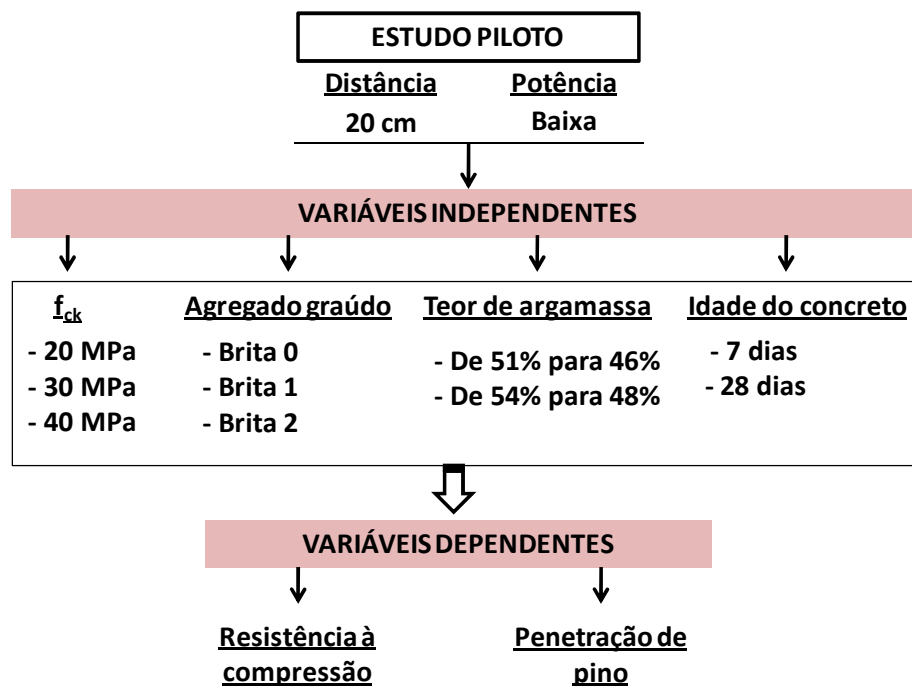 ESTUDO PILOTO
Distância
20 cm
Potência
Baixa
VARIÁVEIS INDEPENDENTES
fck
- 20 MPa
- 30 MPa
- 40 MPa
Agregado graúdo
- Brita 0
- Brita 1
- Brita 2
Teor de argamassa
- De 51% para 46%
- De 54% para 48%
Idade do concreto
- 7 dias
- 28 dias
VARIÁVEIS DEPENDENTES
Resistência à
compressão
Penetração de
pino